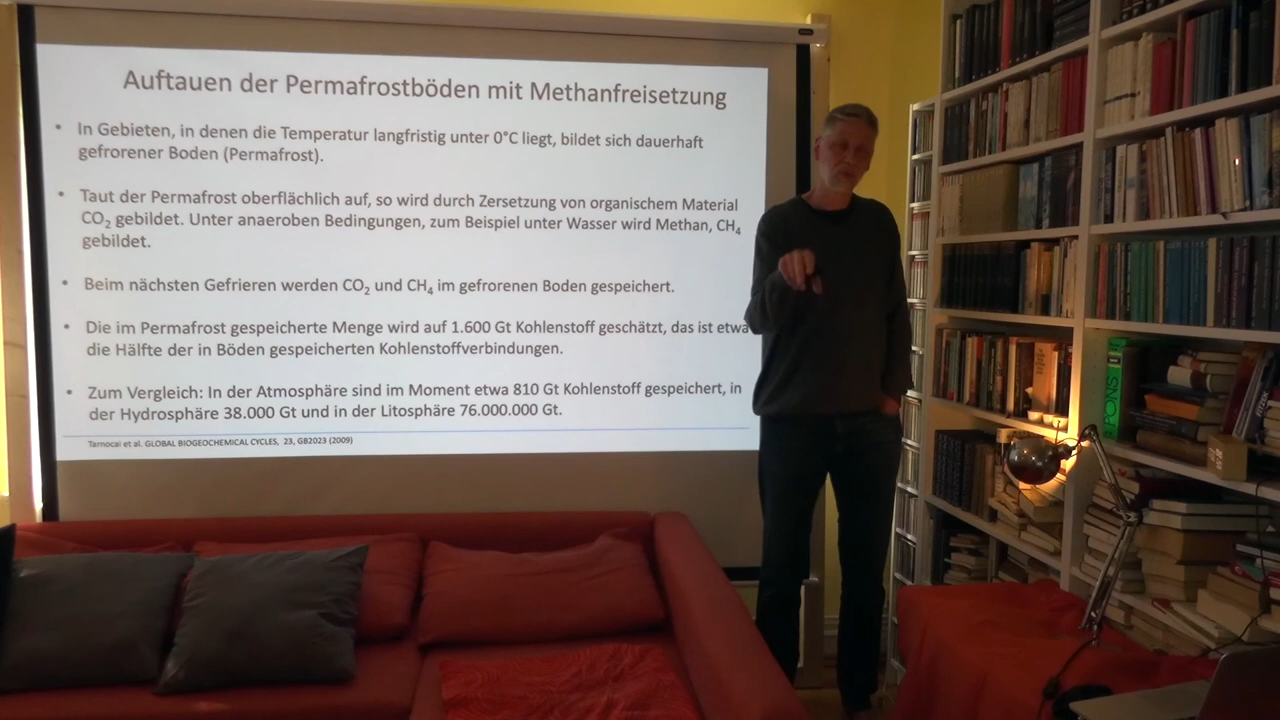 Auftauen der Permafrostböden mit Methanfreisetzung
• In Gebieten, in denen die Temperatur langfristig unter 0°C liegt, bildet sich dauerhaft
gefrorener Boden (Permafrost).
• Taut der Permafrost oberflächlich auf, so wird durch Zersetzung von organischem Material
CO₂ gebildet. Unter anaeroben Bedingungen, zum Beispiel unter Wasser wird Methan, CH₄
gebildet.
• Beim nächsten Gefrieren werden CO₂ und CH₄ im gefrorenen Boden gespeichert.
• Die im Permafrost gespeicherte Menge wird auf 1.600 Gt Kohlenstoff geschätzt, das ist etwa
die Hälfte der in Böden gespeicherten Kohlenstoffverbindungen.
• Zum Vergleich: In der Atmosphäre sind im Moment etwa 810 Gt Kohlenstoff gespeichert, in
der Hydrosphäre 38.000 Gt und in der Litosphäre 76.000.000 Gt.
Tarnocai et al. GLOBAL BIOGEOCHEMICAL CYCLES, 23, GB2023 (2009)
PONS